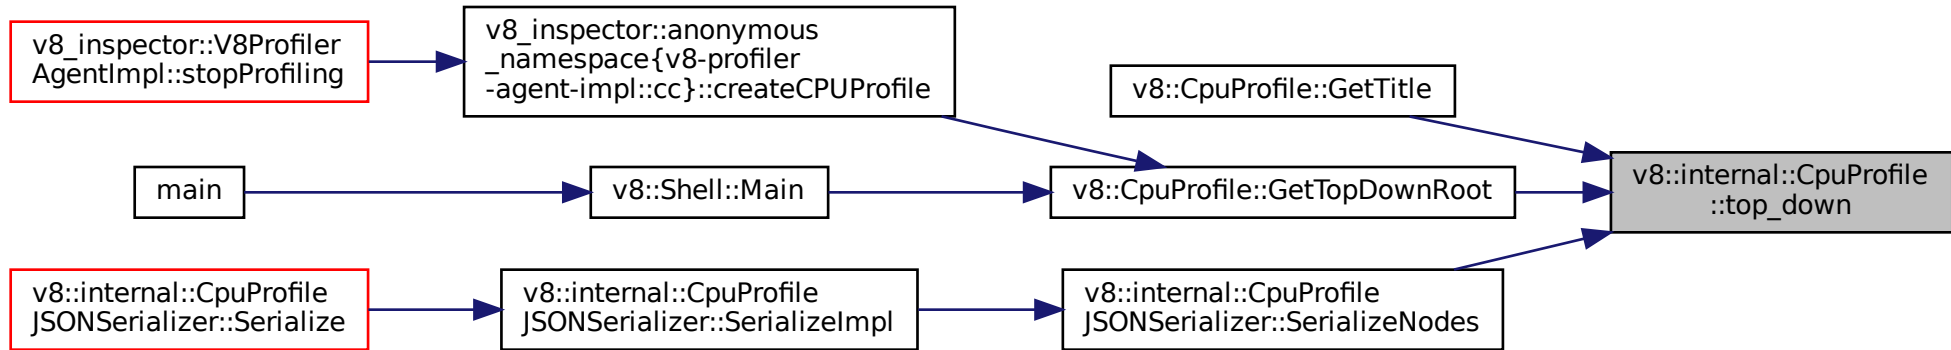 v8_inspector::V8Profiler
AgentImpl::stopProfiling
v8_inspector::anonymous
_namespace{v8-profiler
-agent-impl::cc}::createCPUProfile
v8::CpuProfile::GetTitle
main
v8::Shell::Main
v8::CpuProfile::GetTopDownRoot
v8::internal::CpuProfile
::top_down
v8::internal::CpuProfile
JSONSerializer::Serialize
v8::internal::CpuProfile
JSONSerializer::SerializeImpl
v8::internal::CpuProfile
JSONSerializer::SerializeNodes